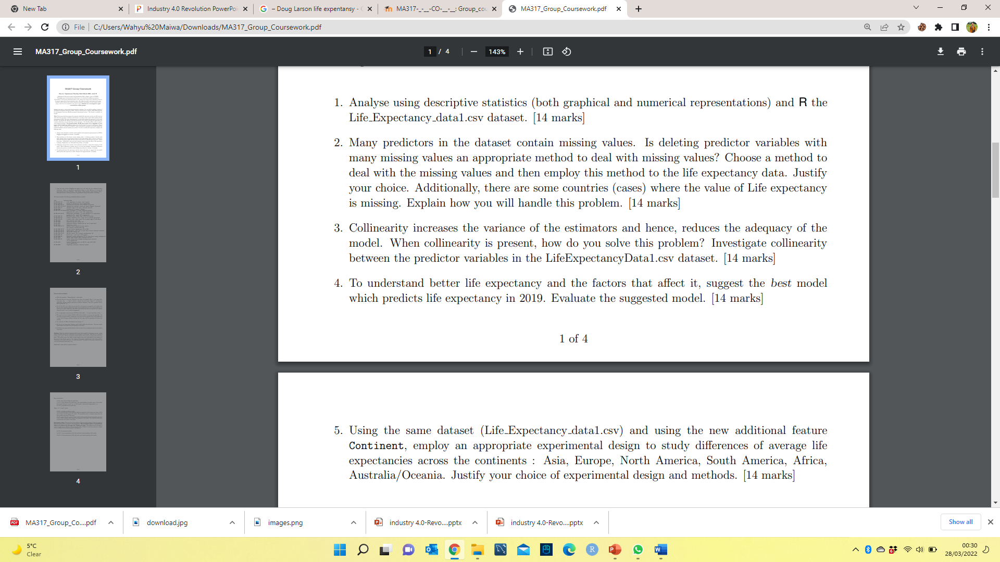 New Tab
Industry 4.0 Revolution PowerPoi
– Doug Larson life expentansy -
MA317-_-__-CO-__-__: Group_cou
MA317_Group_Coursework.pdf
File
C:/Users/Wahyu%20Maiwa/Downloads/MA317_Group_Coursework.pdf
MA317_Group_Coursework.pdf
1 / 4
143%
1. Analyse using descriptive statistics (both graphical and numerical representations) and R the
Life_Expectancy_data1.csv dataset. [14 marks]
2. Many predictors in the dataset contain missing values. Is deleting predictor variables with
many missing values an appropriate method to deal with missing values? Choose a method to
deal with the missing values and then employ this method to the life expectancy data. Justify
your choice. Additionally, there are some countries (cases) where the value of Life expectancy
is missing. Explain how you will handle this problem. [14 marks]
3. Collinearity increases the variance of the estimators and hence, reduces the adequacy of the
model. When collinearity is present, how do you solve this problem? Investigate collinearity
between the predictor variables in the LifeExpectancyData1.csv dataset. [14 marks]
4. To understand better life expectancy and the factors that affect it, suggest the best model
which predicts life expectancy in 2019. Evaluate the suggested model. [14 marks]
1 of 4
5. Using the same dataset (Life_Expectancy_data1.csv) and using the new additional feature
Continent, employ an appropriate experimental design to study differences of average life
expectancies across the continents : Asia, Europe, North America, South America, Africa,
Australia/Oceania. Justify your choice of experimental design and methods. [14 marks]
MA317 Group Coursework
1
2
3
4
MA317_Group_Co....pdf
download.jpg
images.png
industry 4.0-Revo....pptx
industry 4.0-Revo....pptx
Show all
5°C
Clear
00:30
28/03/2022